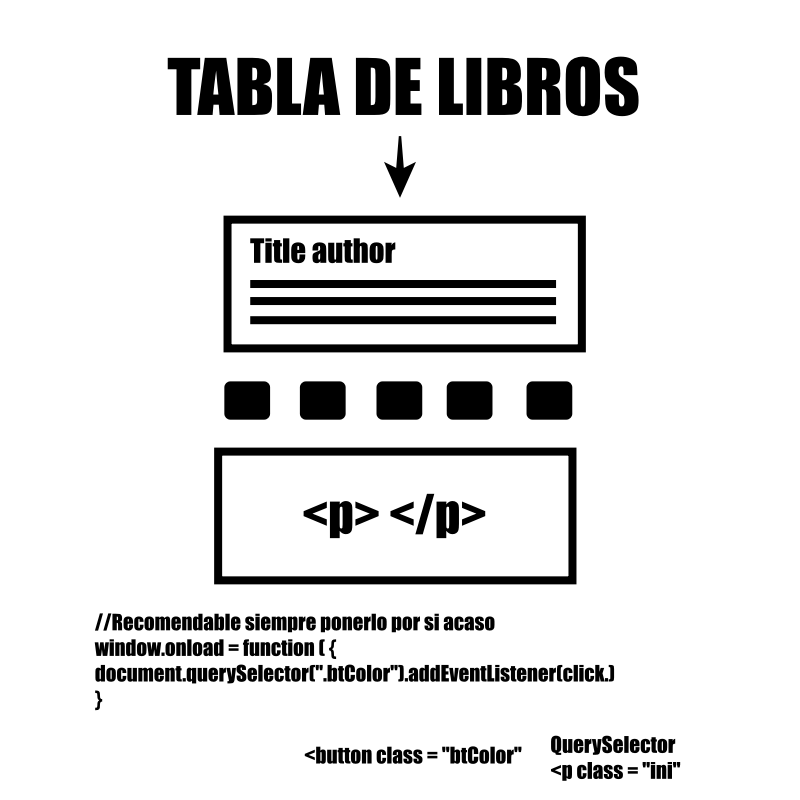 TABLA DE LIBROS
Title author
<p> </p>
//Recomendable siempre ponerlo por si acaso
window.onload = function ( {
document.querySelector(".btColor").addEventListener(click.)
}
<button class = "btColor"
QuerySelector
<p class = "ini"